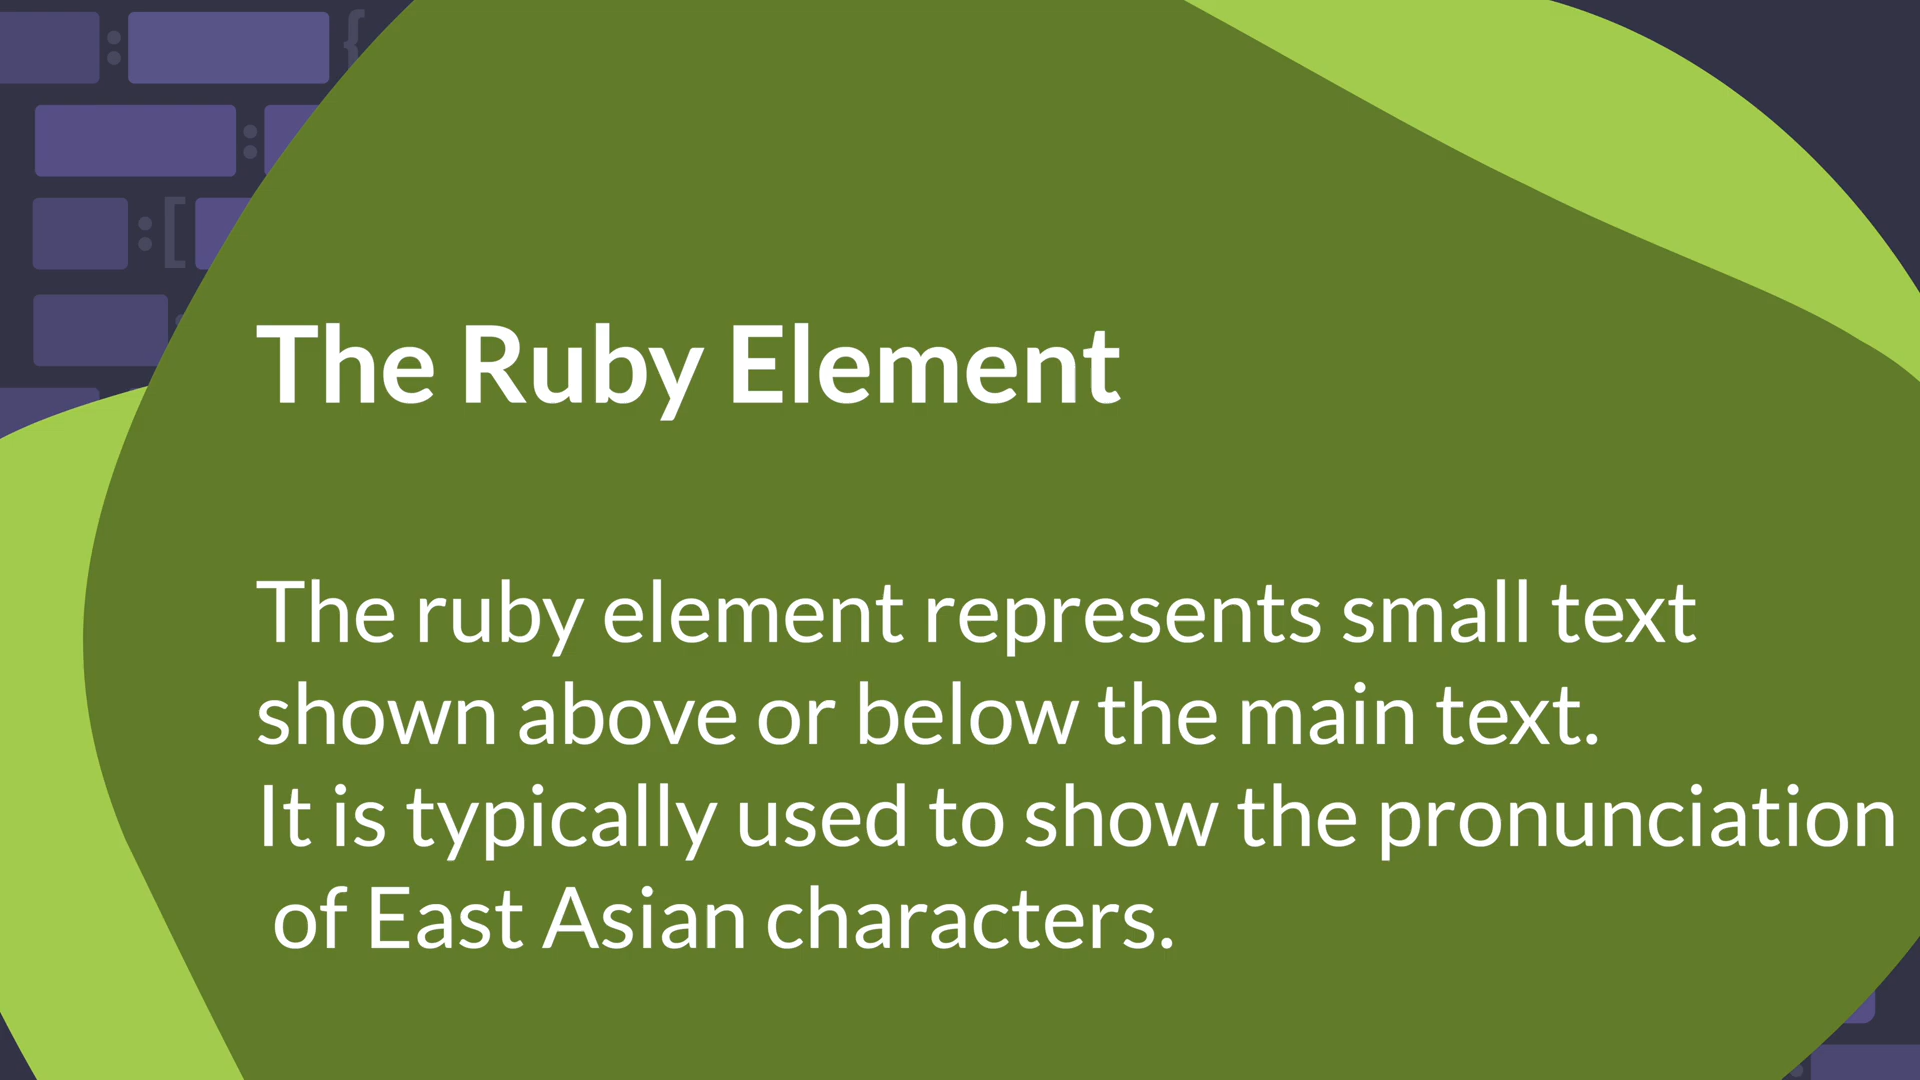 The Ruby Element
The ruby element represents small text
shown above or below the main text.
It is typically used to show the pronunciation
of East Asian characters.